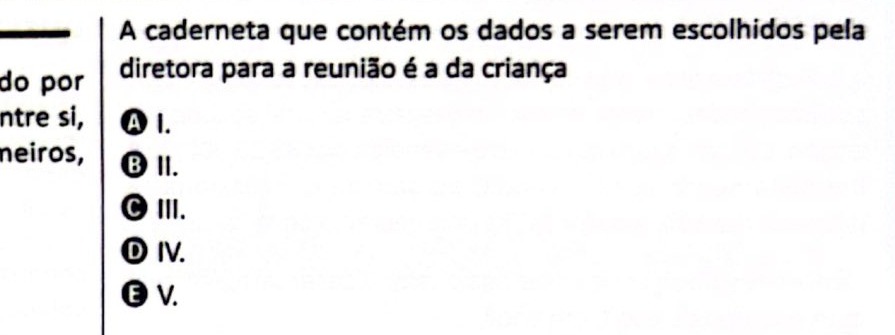 do por
ntre si,
neiros,
A caderneta que contém os dados a serem escolhidos pela
diretora para a reunião é a da criança
A I.
B II.
C III.
D IV.
E V.